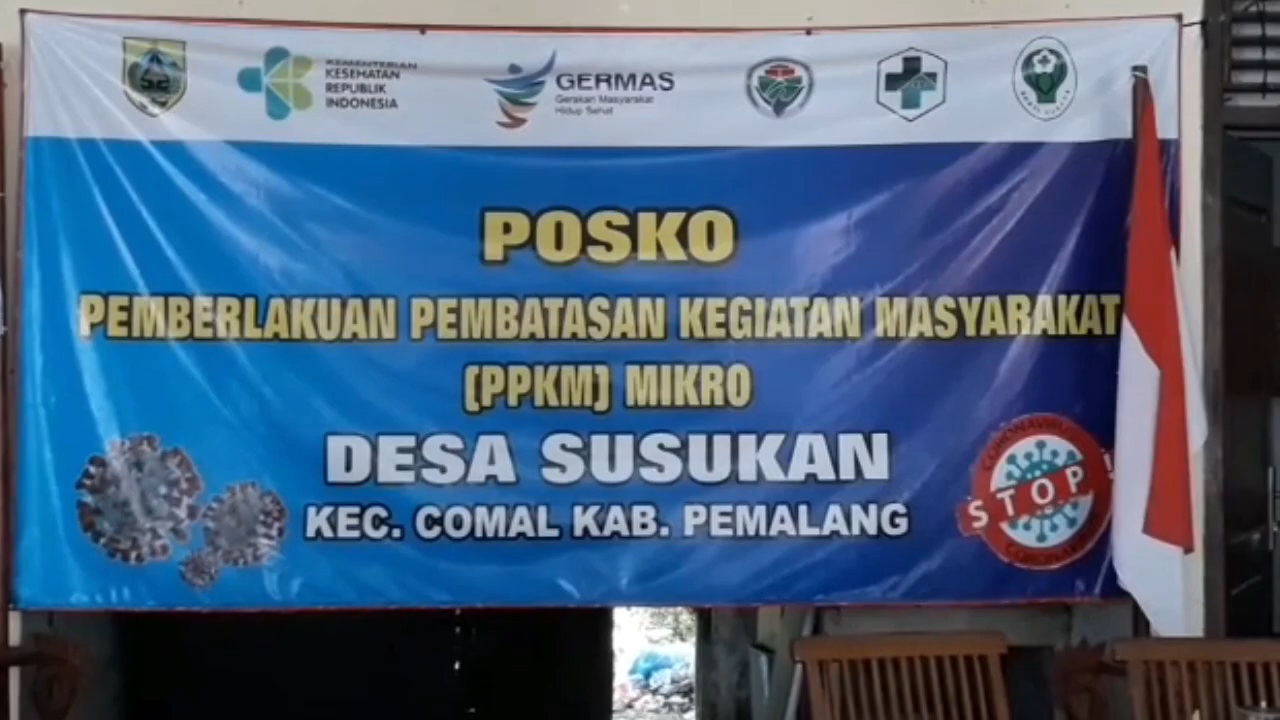 KEMENTERIAN
KESEHATAN
REPUBLIK
INDONESIA
GERMAS
Gerakan Masyarakat
Hidup Sehat
POSKO
PEMBERLAKUAN PEMBATASAN KEGIATAN MASYARAKAT
(PPKM) MIKRO
DESA SUSUKAN
KEC. COMAL KAB. PEMALANG
CORONAVIRUS
STOP!